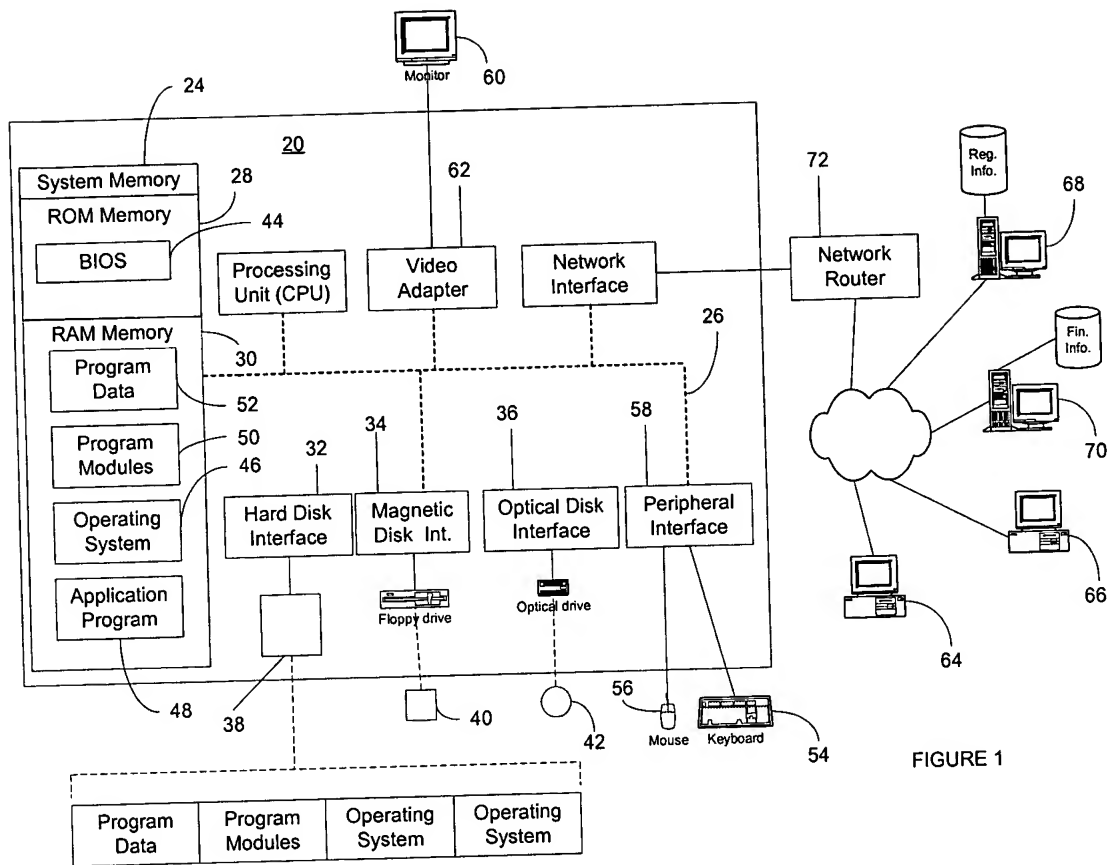 Monitor
60
24
20
System Memory
ROM Memory
28
44
BIOS
62
72
Reg.
Info.
68
Processing
Unit (CPU)
Video
Adapter
Network
Interface
Network
Router
RAM Memory
30
26
Fin.
Info.
Program
Data
52
34
36
58
70
Program
Modules
50
46
32
Operating
System
Hard Disk
Interface
Magnetic
Disk Int.
Optical Disk
Interface
Peripheral
Interface
66
Application
Program
Floppy drive
Optical drive
64
48
38
40
42
56
Mouse
Keyboard
54
FIGURE 1
Program
Data
Program
Modules
Operating
System
Operating
System